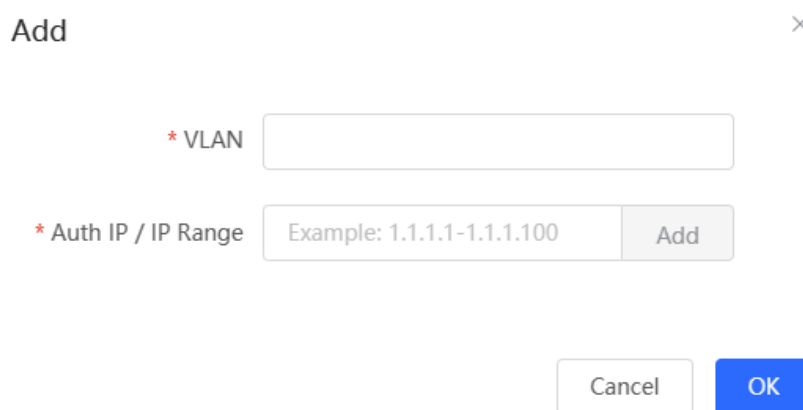 Add
* VLAN
* Auth IP / IP Range Example: 1.1.1.1-1.1.1.100 Add
Cancel OK